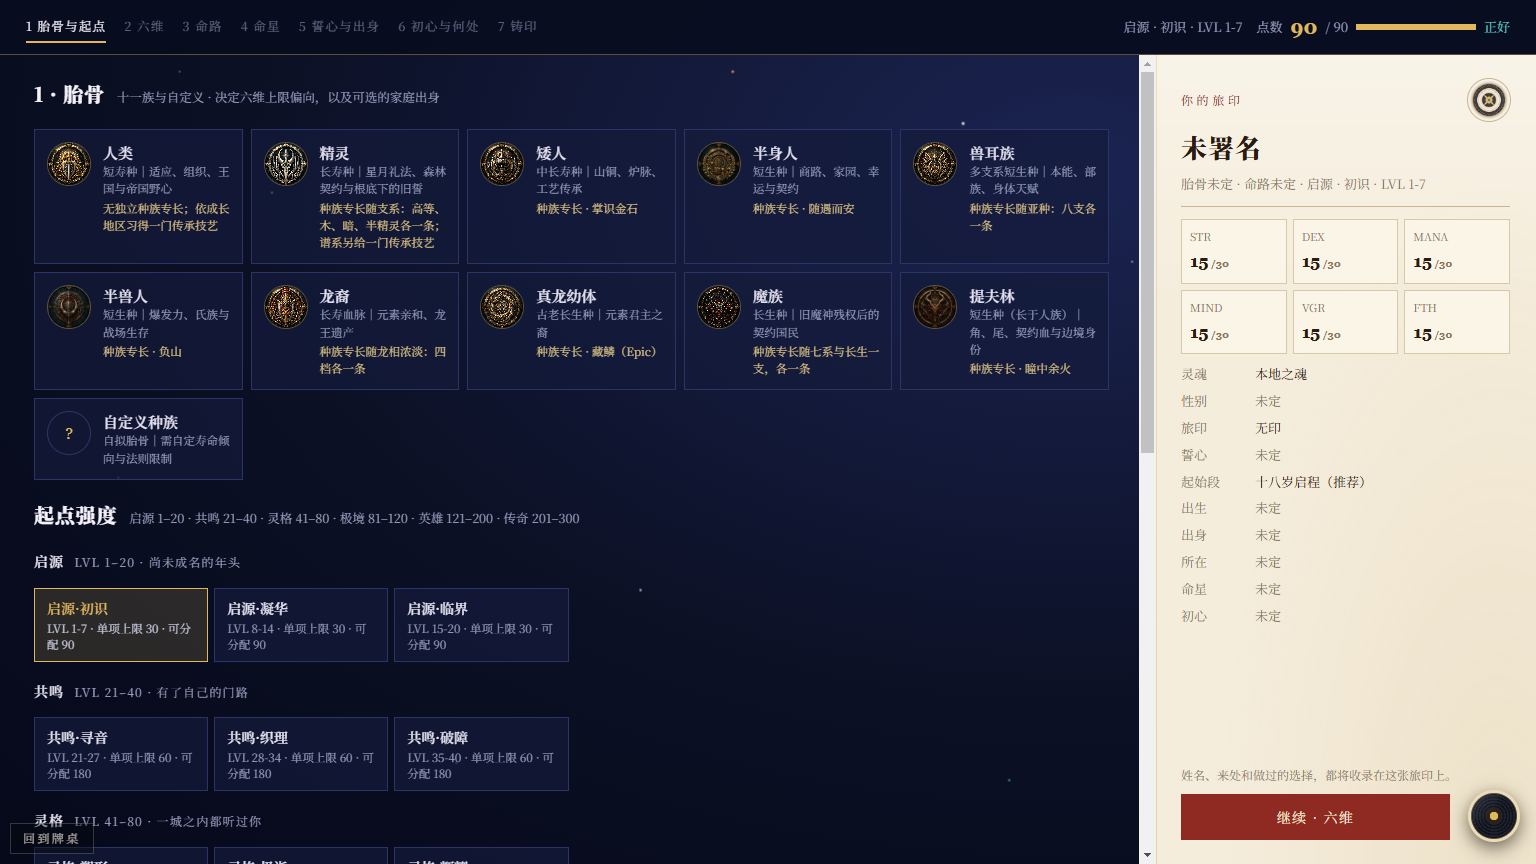 1 胎骨与起点 2 六维 3 命路 4 命星 5 誓心与出身 6 初心与何处 7 铸印
启源 · 初识 · LVL 1-7 点数 90 / 90 正好
1 · 胎骨 十一族与自定义 · 决定六维上限偏向，以及可选的家庭出身
人类
短寿种｜适应、组织、王
国与帝国野心
无独立种族专长；依成长
地区习得一门传承技艺
精灵
长寿种｜星月礼法、森林
契约与根底下的旧誓
种族专长随支系：高等、
木、暗、半精灵各一条；
谱系另给一门传承技艺
矮人
中长寿种｜山铜、炉脉、
工艺传承
种族专长 · 掌识金石
半身人
短生种｜商路、家园、幸
运与契约
种族专长 · 随遇而安
兽耳族
多支系短生种｜本能、部
族、身体天赋
种族专长随亚种：八支各
一条
半兽人
短生种｜爆发力、氏族与
战场生存
种族专长 · 负山
龙裔
长寿血脉｜元素亲和、龙
王遗产
种族专长随龙相浓淡：四
档各一条
真龙幼体
古老长生种｜元素君主之
裔
种族专长 · 藏鳞（Epic）
魔族
长生种｜旧魔神残权后的
契约国民
种族专长随七系与长生一
支，各一条
提夫林
短生种（长于人族）｜
角、尾、契约血与边境身
份
种族专长 · 瞳中余火
?
自定义种族
自拟胎骨｜需自定寿命倾
向与法则限制
起点强度 启源 1–20 · 共鸣 21–40 · 灵格 41–80 · 极境 81–120 · 英雄 121–200 · 传奇 201–300
启源 LVL 1–20 · 尚未成名的年头
启源·初识
LVL 1-7 · 单项上限 30 · 可分
配 90
启源·凝华
LVL 8-14 · 单项上限 30 · 可
分配 90
启源·临界
LVL 15-20 · 单项上限 30 · 可
分配 90
共鸣 LVL 21–40 · 有了自己的门路
共鸣·寻音
LVL 21-27 · 单项上限 60 · 可
分配 180
共鸣·织理
LVL 28-34 · 单项上限 60 · 可
分配 180
共鸣·破障
LVL 35-40 · 单项上限 60 · 可
分配 180
灵格 LVL 41–80 · 一城之内都听过你
回到牌桌
你的旅印
未署名
胎骨未定 · 命路未定 · 启源 · 初识 · LVL 1-7
STR
15 /30
DEX
15 /30
MANA
15 /30
MIND
15 /30
VGR
15 /30
FTH
15 /30
灵魂 本地之魂
性别 未定
旅印 无印
誓心 未定
起始段 十八岁启程（推荐）
出生 未定
出身 未定
所在 未定
命星 未定
初心 未定
姓名、来处和做过的选择，都将收录在这张旅印上。
继续 · 六维